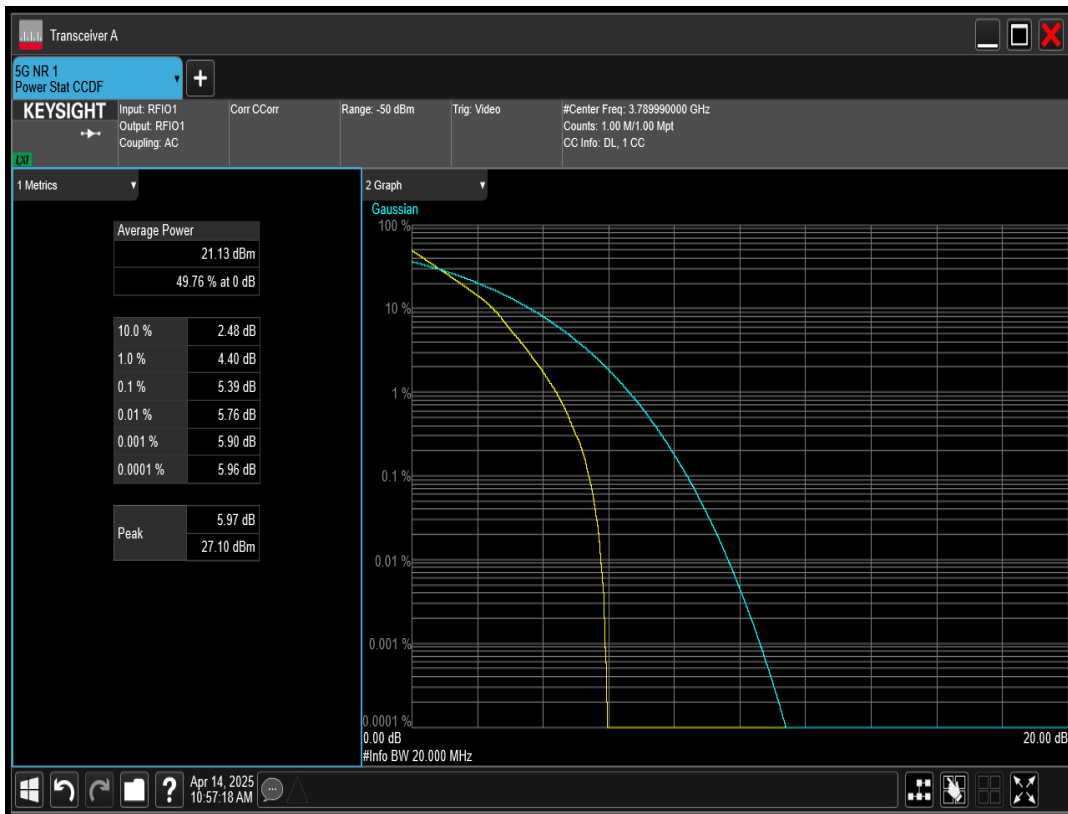 Transceiver A
5G NR 1
Power Stat CCDF
+
KEYSIGHT
LXI
Input: RFIO1
Output: RFIO1
Coupling: AC
Corr CCorr
Range: -50 dBm
Trig: Video
#Center Freq: 3.789990000 GHz
Counts: 1.00 M/1.00 Mpt
CC Info: DL, 1 CC
1 Metrics
Average Power
21.13 dBm
49.76 % at 0 dB
10.0 % 2.48 dB
1.0 % 4.40 dB
0.1 % 5.39 dB
0.01 % 5.76 dB
0.001 % 5.90 dB
0.0001 % 5.96 dB
Peak
5.97 dB
27.10 dBm
2 Graph
Gaussian
100 %
10 %
1 %
0.1 %
0.01 %
0.001 %
0.0001 %
0.00 dB 20.00 dB
#Info BW 20.000 MHz
?
Apr 14, 2025
10:57:18 AM